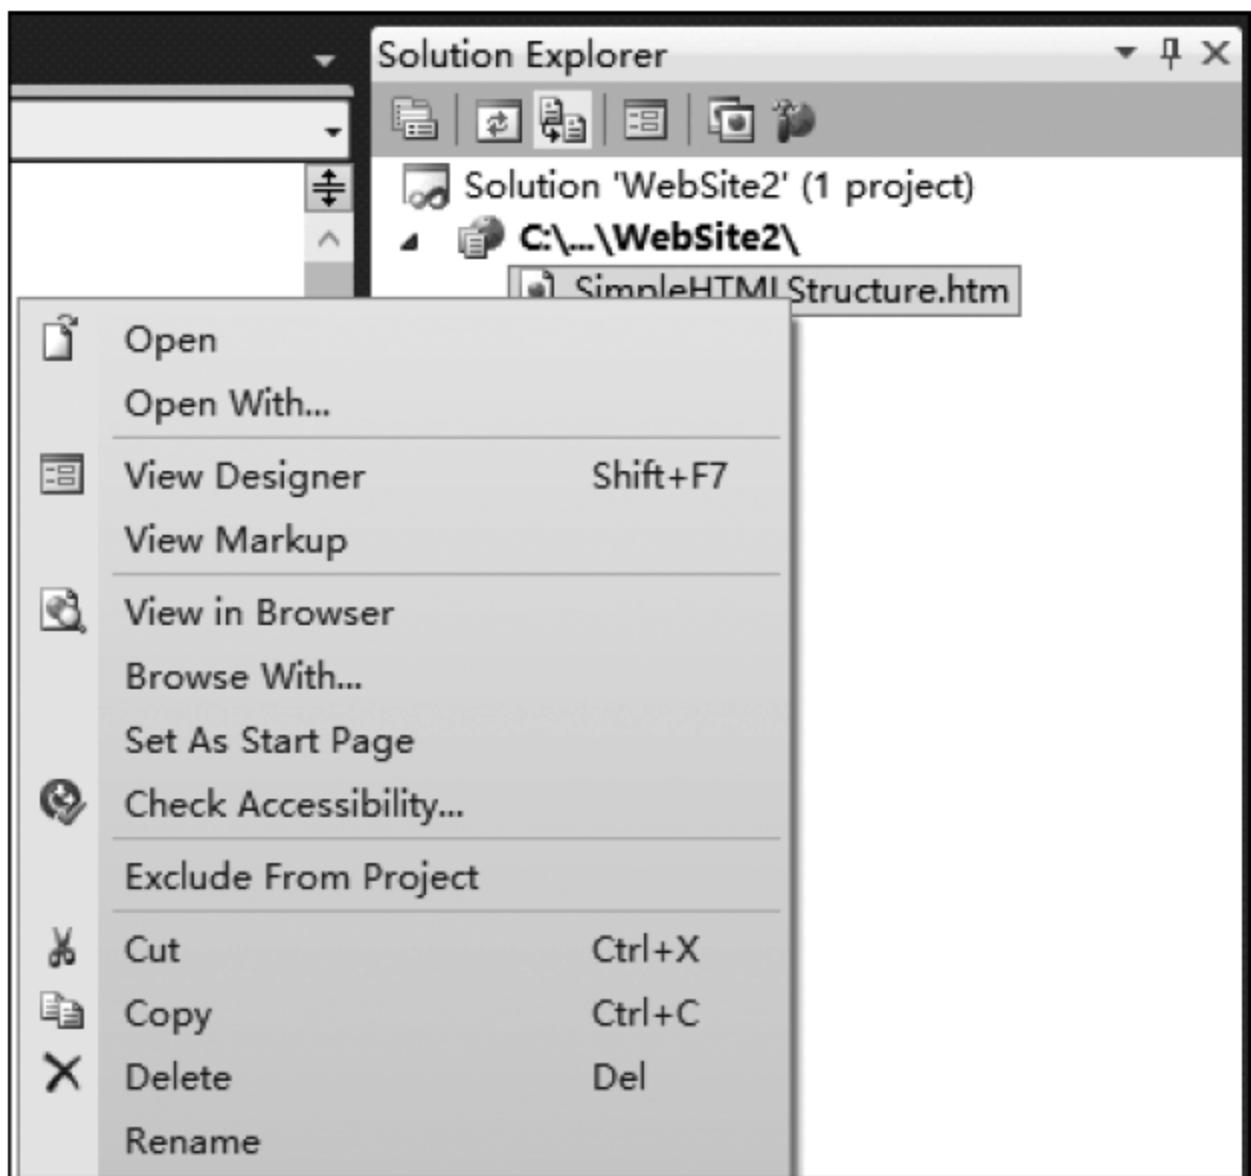 Solution Explorer
Solution 'WebSite2' (1 project)
C:\...\WebSite2\
SimpleHTMLStructure.htm
Open
Open With...
View Designer Shift+F7
View Markup
View in Browser
Browse With...
Set As Start Page
Check Accessibility...
Exclude From Project
Cut Ctrl+X
Copy Ctrl+C
Delete Del
Rename